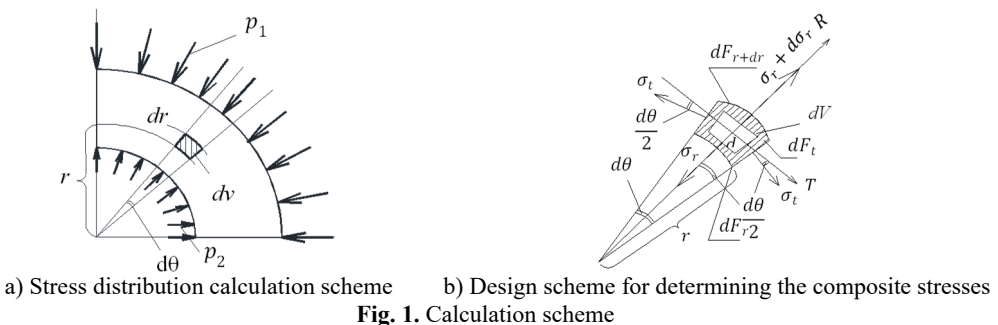 p₁
dr
r
dv
dθ
p₂
σᵣ + dσᵣ R
dFᵣ₊dᵣ
σₜ
dθ
2
dV
dFₜ
σᵣ
d
dθ
T
σₜ
dθ
2
dFᵣ
r
a) Stress distribution calculation scheme b) Design scheme for determining the composite stresses
Fig. 1. Calculation scheme